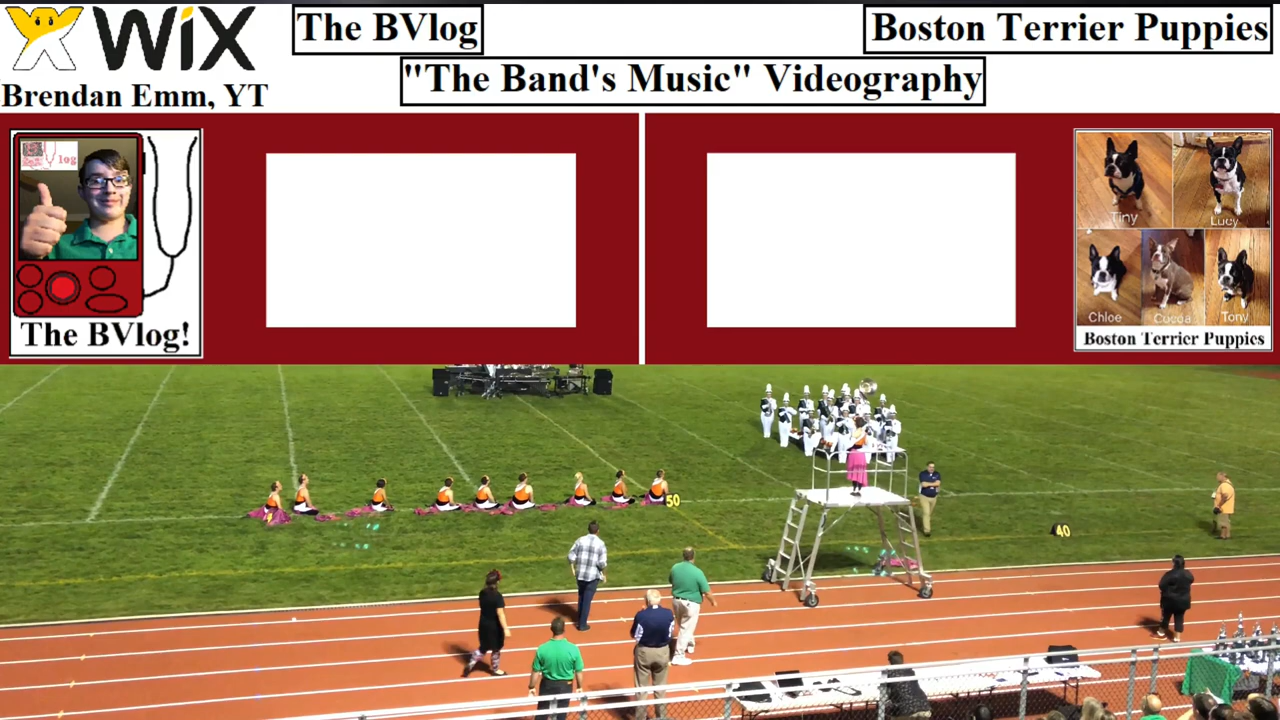 WiX
The BVlog
Boston Terrier Puppies
"The Band's Music" Videography
Brendan Emm, YT
log
The BVlog!
Tiny
Lucy
Chloe
Cocoa
Tony
Boston Terrier Puppies
50
40